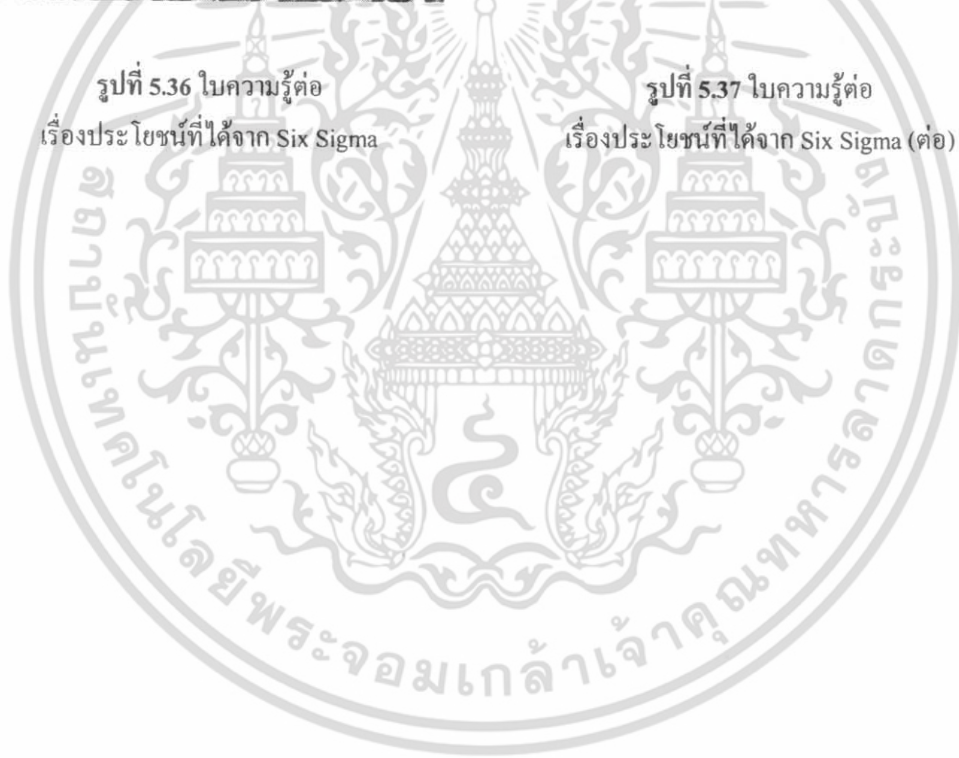 รูปที่ 5.36 ใบความรู้ต่อ
เรื่องประโยชน์ที่ได้จาก Six Sigma
รูปที่ 5.37 ใบความรู้ต่อ
เรื่องประโยชน์ที่ได้จาก Six Sigma (ต่อ)
สถาบันเทคโนโลยีพระจอมเกล้าเจ้าคุณทหารลาดกระบัง